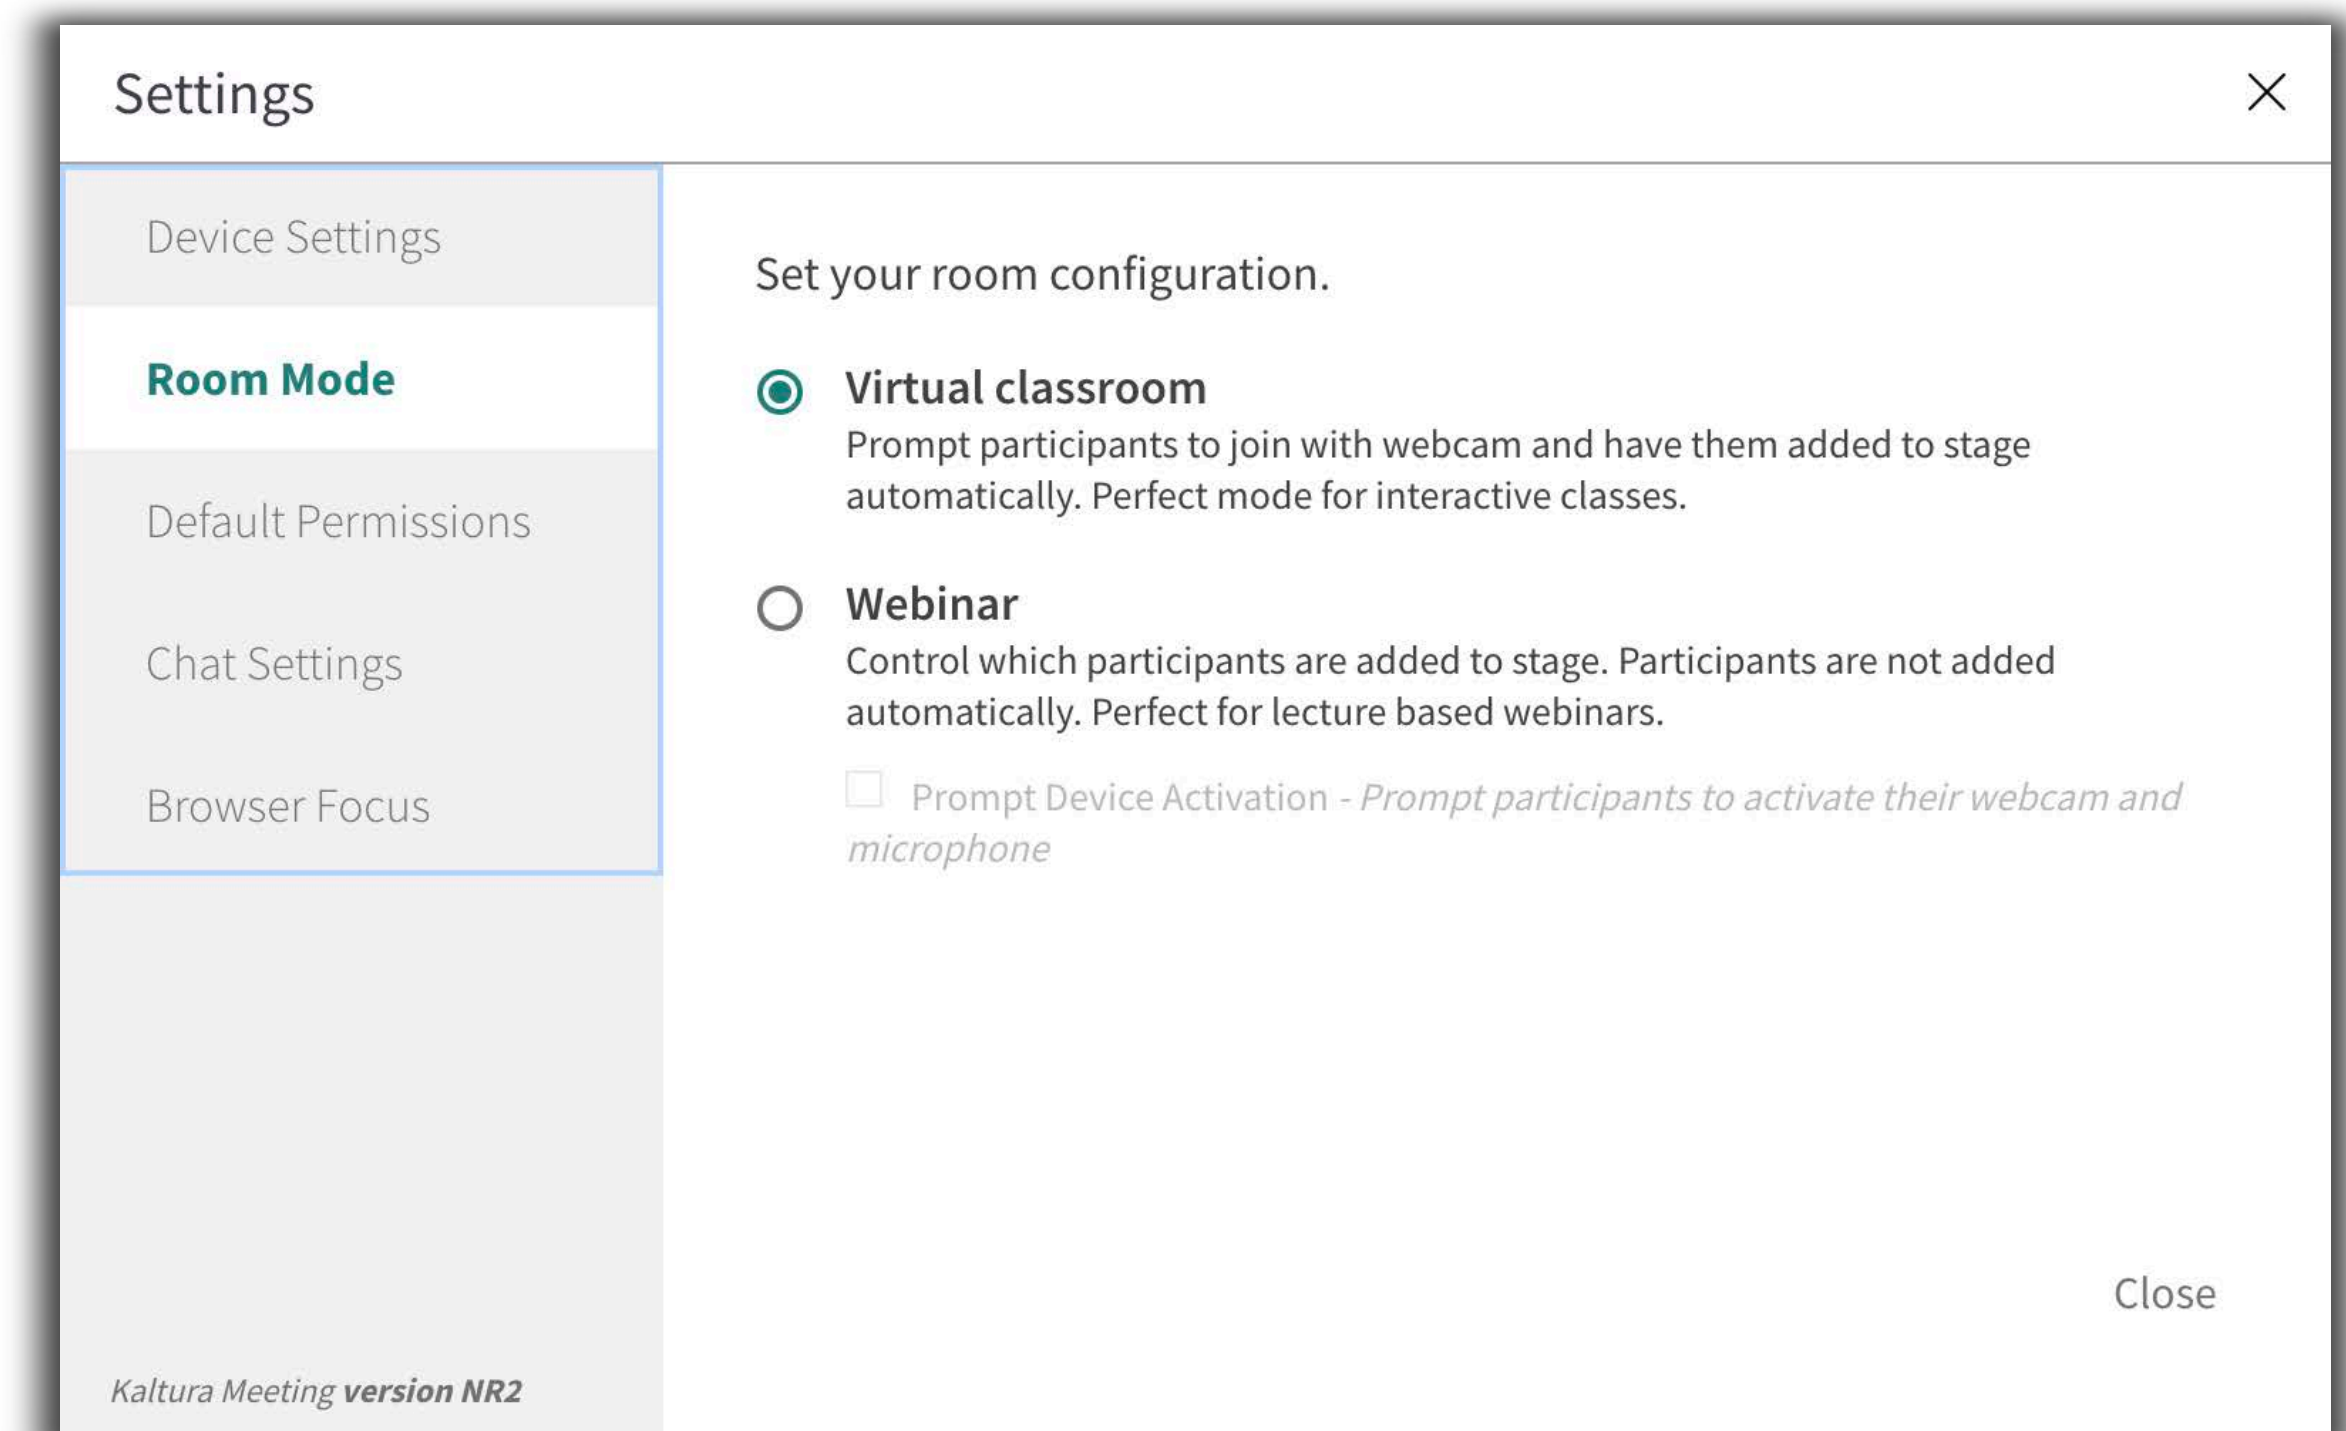 Settings
Device Settings
Room Mode
Default Permissions
Chat Settings
Browser Focus
Kaltura Meeting version NR2
Set your room configuration.
Virtual classroom
Prompt participants to join with webcam and have them added to stage
automatically. Perfect mode for interactive classes.
Webinar
Control which participants are added to stage. Participants are not added
automatically. Perfect for lecture based webinars.
Prompt Device Activation - Prompt participants to activate their webcam and
microphone
Close